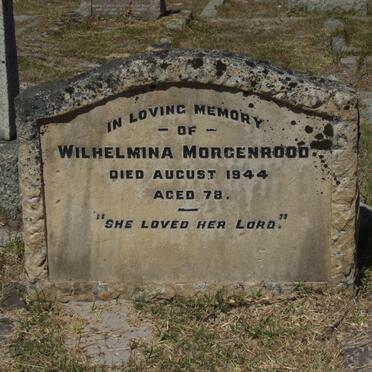 IN LOVING MEMORY
— OF —
WILHELMINA MORGENROOD
DIED AUGUST 1944
AGED 78.
"SHE LOVED HER LORD."